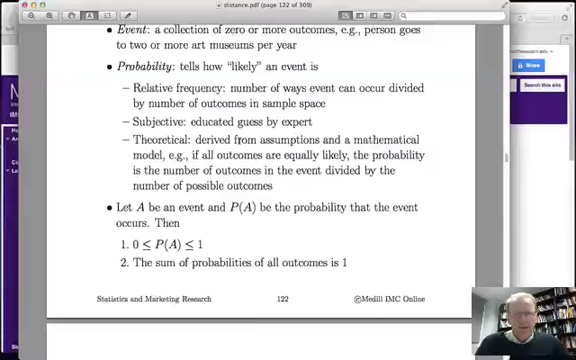 distance.pdf (page 122 of 309)
• Event: a collection of zero or more outcomes, e.g., person goes
to two or more art museums per year
• Probability: tells how “likely” an event is
– Relative frequency: number of ways event can occur divided
by number of outcomes in sample space
– Subjective: educated guess by expert
– Theoretical: derived from assumptions and a mathematical
model, e.g., if all outcomes are equally likely, the probability
is the number of outcomes in the event divided by the
number of possible outcomes
• Let A be an event and P(A) be the probability that the event
occurs. Then
1. 0 ≤ P(A) ≤ 1
2. The sum of probabilities of all outcomes is 1
Statistics and Marketing Research 122 ©Medill IMC Online
Share
Search this